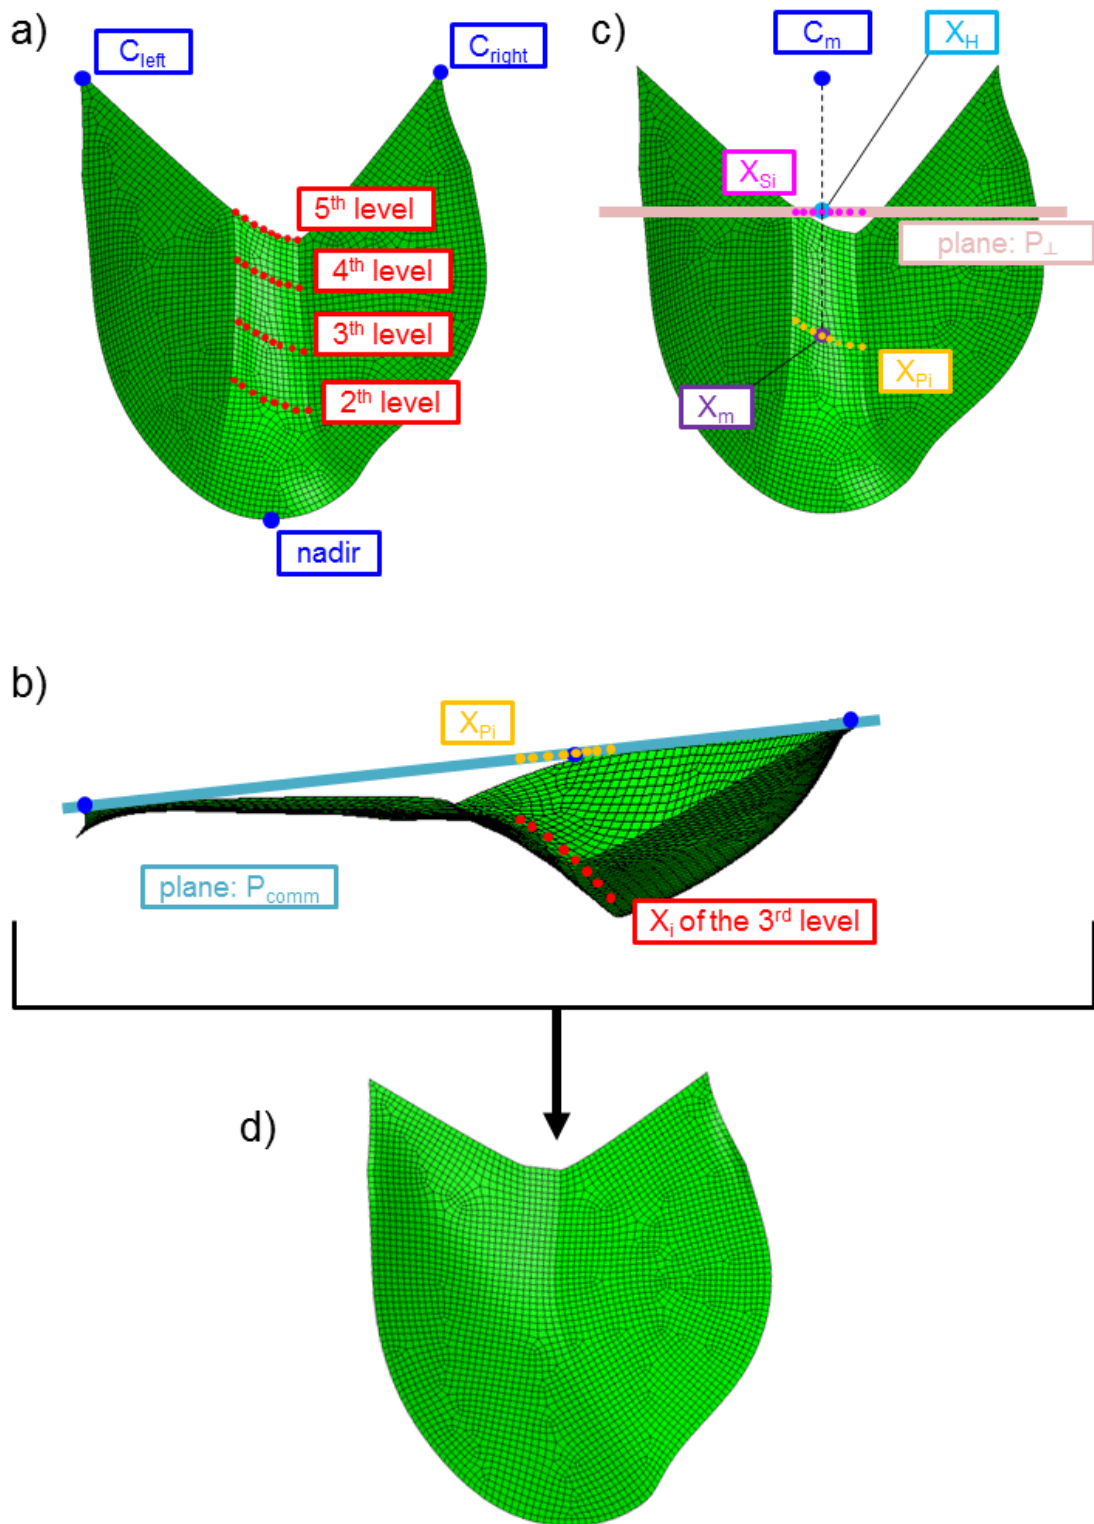 a)
C_left
C_right
5th level
4th level
3th level
2th level
nadir
c)
C_m
X_H
X_Si
plane: P_⊥
X_Pi
X_m
b)
X_Pi
plane: P_comm
X_i of the 3rd level
d)